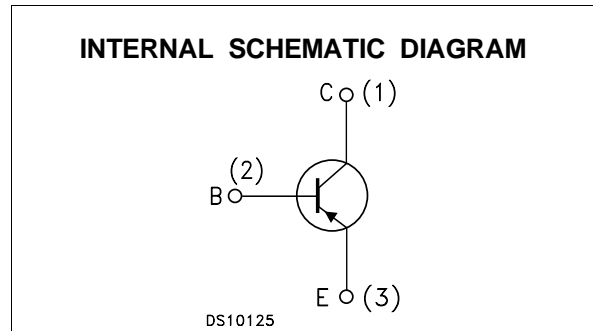 INTERNAL SCHEMATIC DIAGRAM
C (1)
(2)
B
E (3)
DS10125